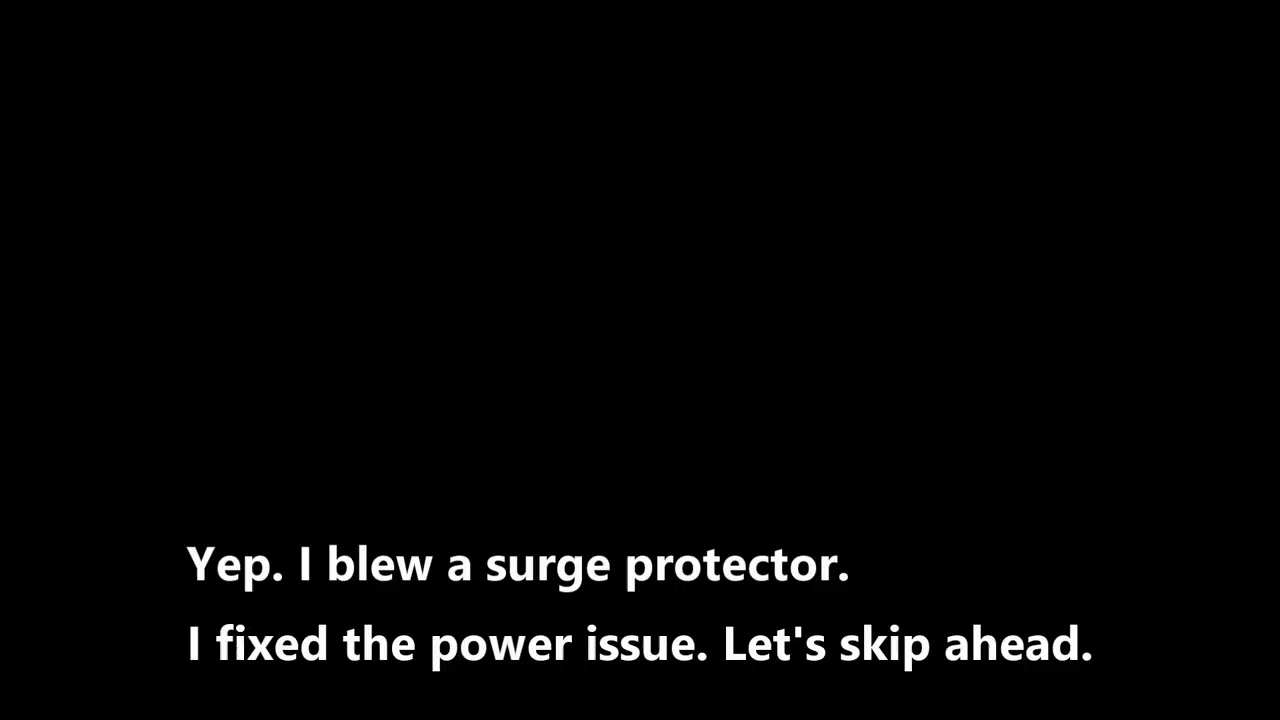 Yep. I blew a surge protector.
I fixed the power issue. Let's skip ahead.